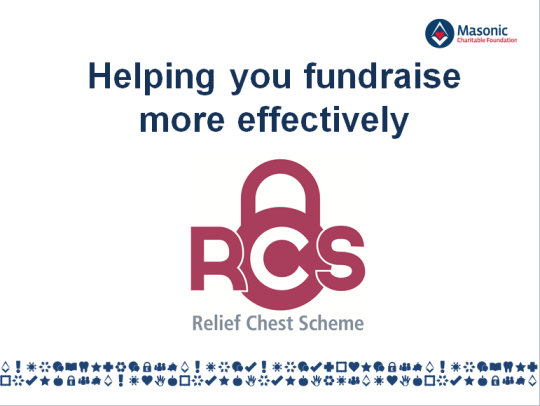 Masonic
Charitable Foundation
Helping you fundraise
more effectively
RCS
Relief Chest Scheme